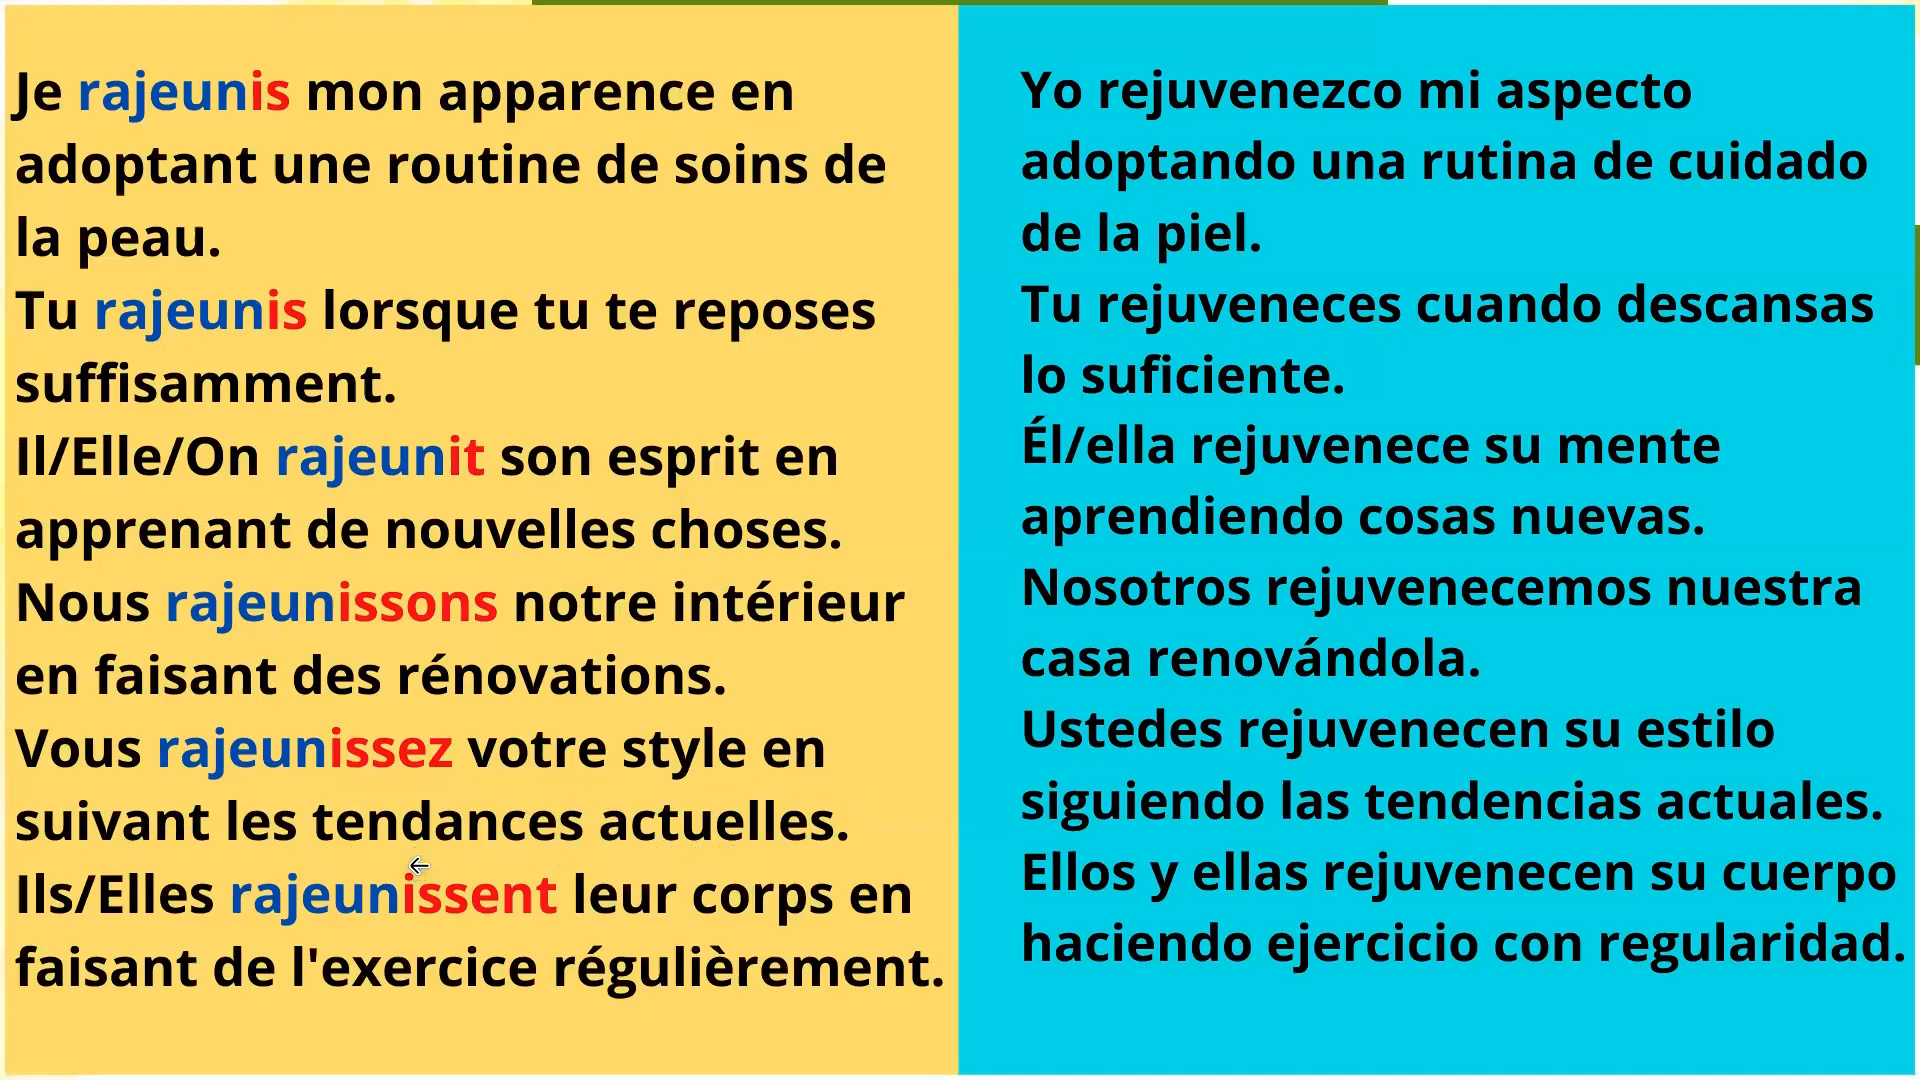 Je rajeunis mon apparence en
adoptant une routine de soins de
la peau.
Tu rajeunis lorsque tu te reposes
suffisamment.
Il/Elle/On rajeunit son esprit en
apprenant de nouvelles choses.
Nous rajeunissons notre intérieur
en faisant des rénovations.
Vous rajeunissez votre style en
suivant les tendances actuelles.
Ils/Elles rajeunissent leur corps en
faisant de l'exercice régulièrement.
Yo rejuvenezco mi aspecto
adoptando una rutina de cuidado
de la piel.
Tu rejuveneces cuando descansas
lo suficiente.
Él/ella rejuvenece su mente
aprendiendo cosas nuevas.
Nosotros rejuvenecemos nuestra
casa renovándola.
Ustedes rejuvenecen su estilo
siguiendo las tendencias actuales.
Ellos y ellas rejuvenecen su cuerpo
haciendo ejercicio con regularidad.